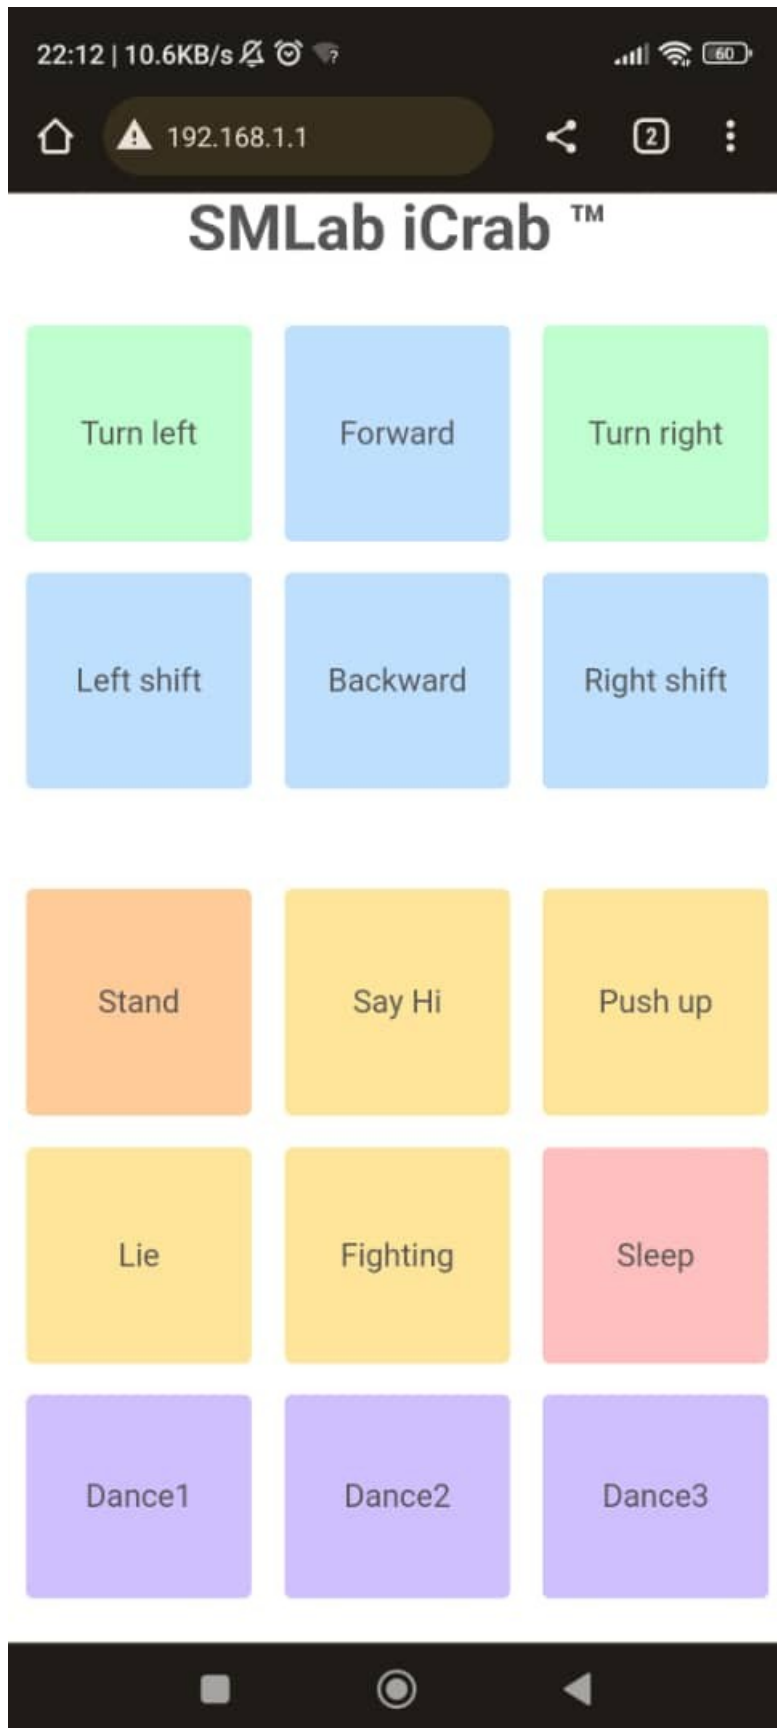 22:12 | 10.6KB/s 60
192.168.1.1 2
SMLab iCrab ™
Turn left Forward Turn right
Left shift Backward Right shift
Stand Say Hi Push up
Lie Fighting Sleep
Dance1 Dance2 Dance3